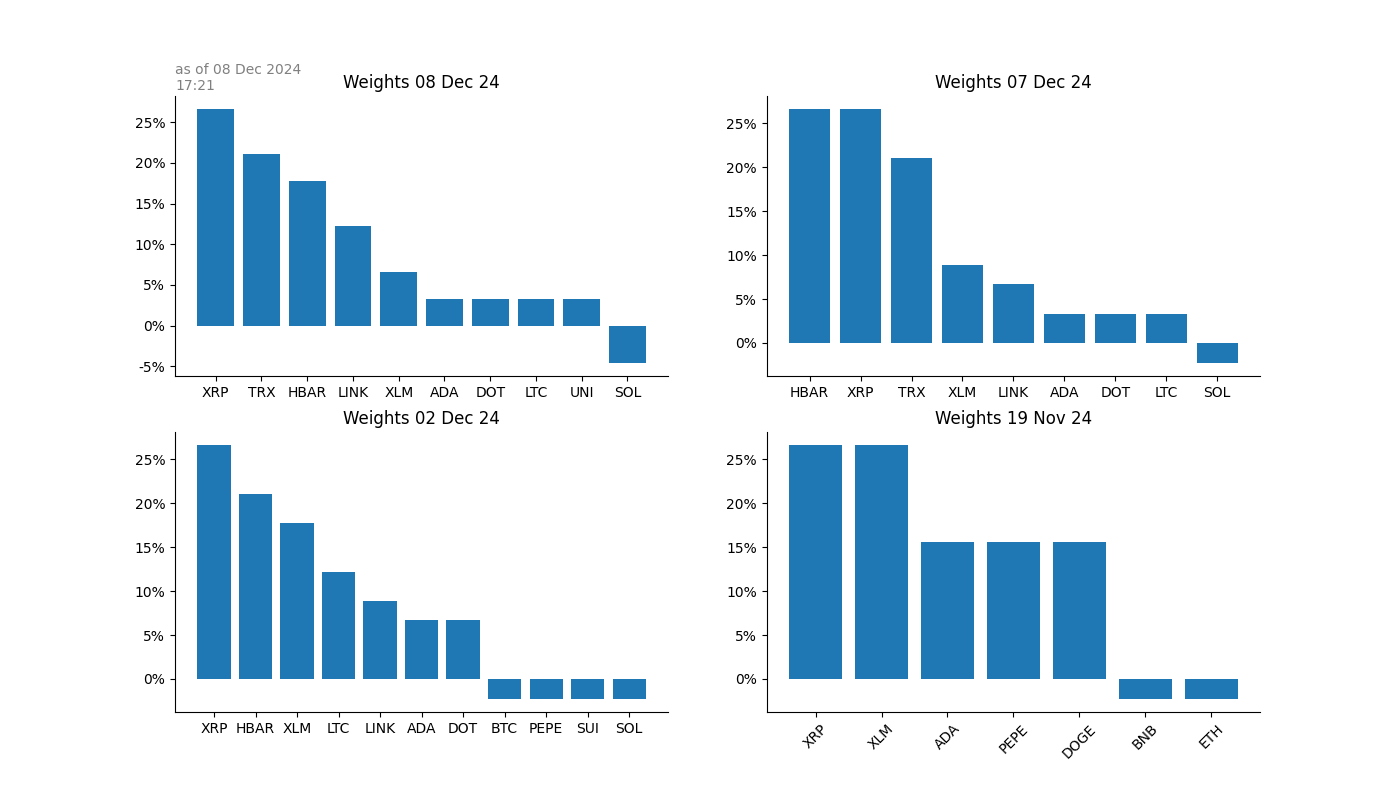 as of 08 Dec 2024
17:21
Weights 08 Dec 24
25%
20%
15%
10%
5%
0%
-5%
XRP TRX HBAR LINK XLM ADA DOT LTC UNI SOL
Weights 07 Dec 24
25%
20%
15%
10%
5%
0%
HBAR XRP TRX XLM LINK ADA DOT LTC SOL
Weights 02 Dec 24
25%
20%
15%
10%
5%
0%
XRP HBAR XLM LTC LINK ADA DOT BTC PEPE SUI SOL
Weights 19 Nov 24
25%
20%
15%
10%
5%
0%
XRP XLM ADA PEPE DOGE BNB ETH